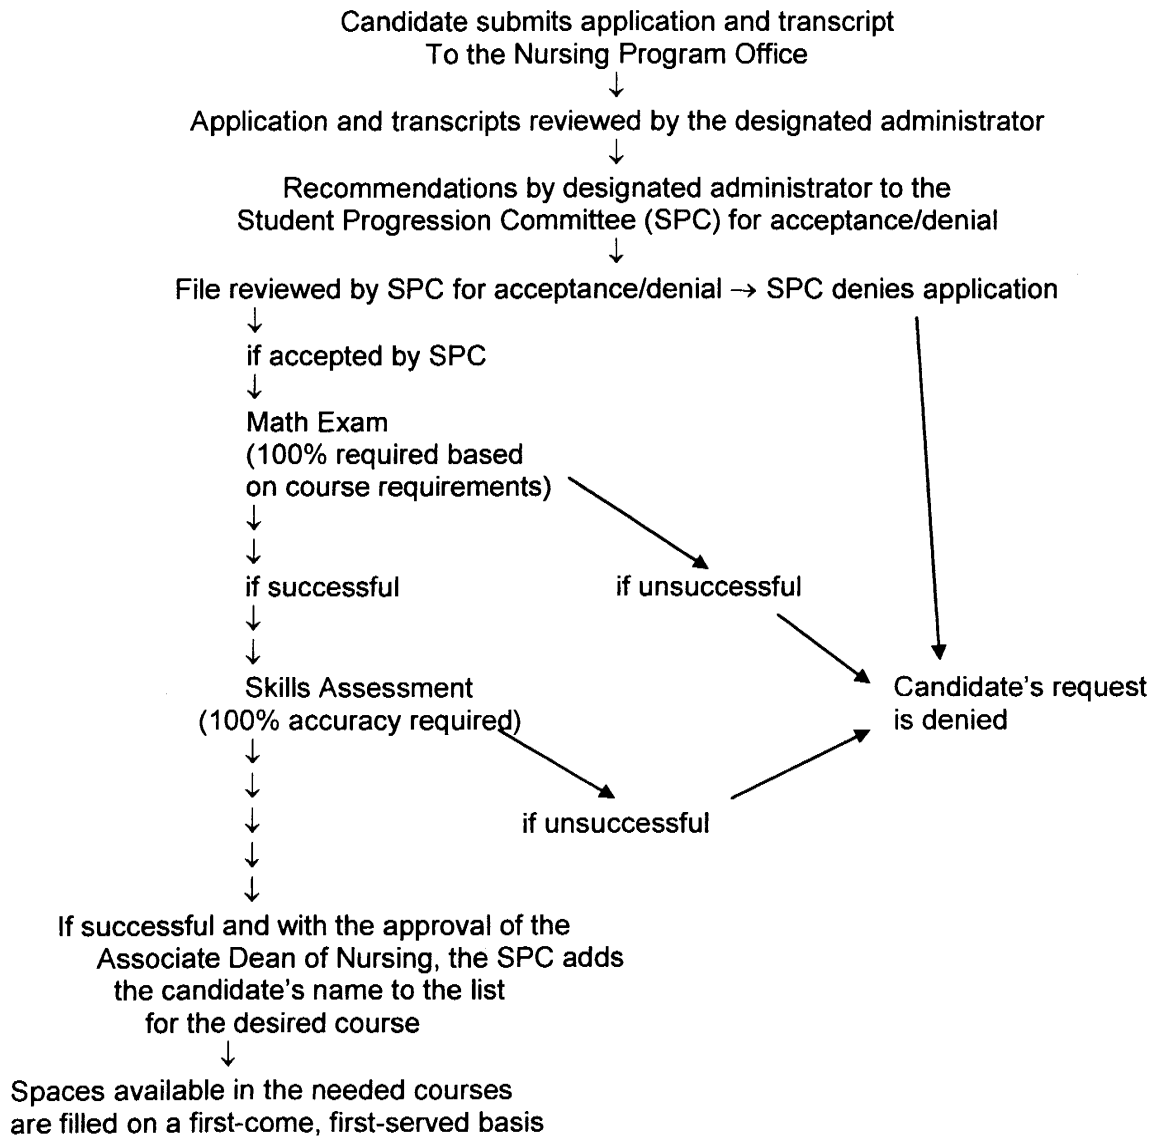 Candidate submits application and transcript
To the Nursing Program Office
↓
Application and transcripts reviewed by the designated administrator
↓
Recommendations by designated administrator to the
Student Progression Committee (SPC) for acceptance/denial
↓
File reviewed by SPC for acceptance/denial → SPC denies application
↓
if accepted by SPC
↓
Math Exam
(100% required based
on course requirements)
↓
↓
if successful if unsuccessful
↓
↓
Skills Assessment
(100% accuracy required)
Candidate's request
is denied
↓
↓
if unsuccessful
↓
↓
↓
If successful and with the approval of the
Associate Dean of Nursing, the SPC adds
the candidate's name to the list
for the desired course
↓
Spaces available in the needed courses
are filled on a first-come, first-served basis